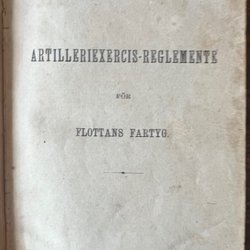 ARTILLERIEXERCIS-REGLEMENTE
FÖR
FLOTTANS FARTYG.